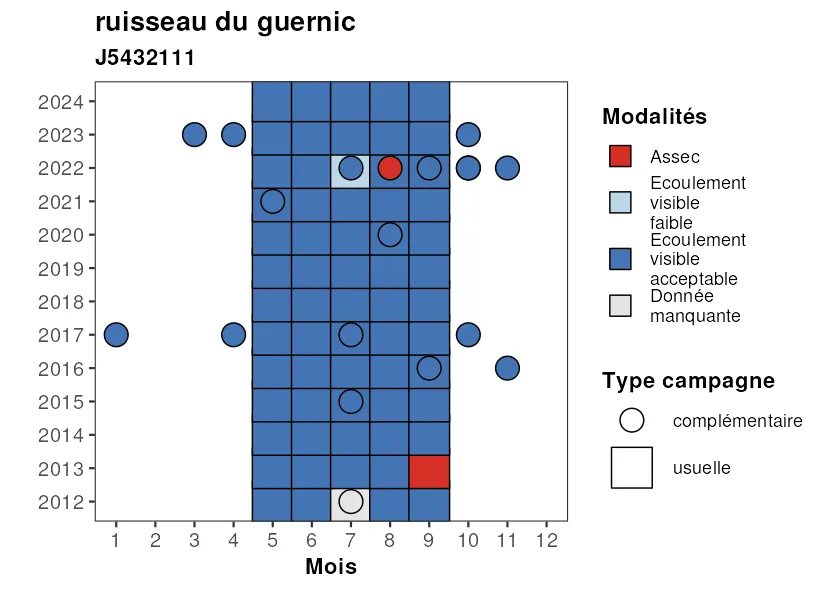 ruisseau du guernic
J5432111
2024
2023
2022
2021
2020
2019
2018
2017
2016
2015
2014
2013
2012
1 2 3 4 5 6 7 8 9 10 11 12
Mois
Modalités
Assec
Ecoulement
visible
faible
Ecoulement
visible
acceptable
Donnée
manquante
Type campagne
complémentaire
usuelle